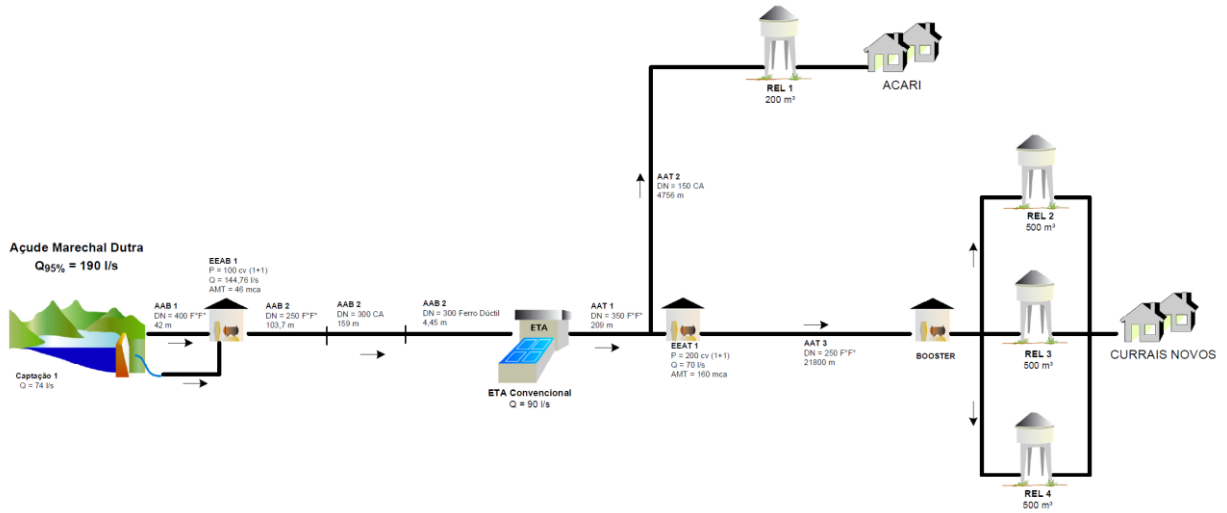 REL 1
200 m³
ACARI
AAT 2
DN = 150 CA
4756 m
REL 2
500 m³
Açude Marechal Dutra
Q95% = 190 l/s
EEAB 1
P = 100 cv (1+1)
Q = 144,76 l/s
AMT = 46 mca
AAB 1
DN = 400 F°F°
42 m
AAB 2
DN = 250 F°F°
103,7 m
AAB 2
DN = 300 CA
159 m
AAB 2
DN = 300 Ferro Dúctil
4,45 m
ETA
AAT 1
DN = 350 F°F°
209 m
EEAT 1
P = 200 cv (1+1)
Q = 70 l/s
AMT = 160 mca
AAT 3
DN = 250 F°F°
21800 m
BOOSTER
REL 3
500 m³
CURRAIS NOVOS
Captação 1
Q = 74 l/s
ETA Convencional
Q = 90 l/s
REL 4
500 m³